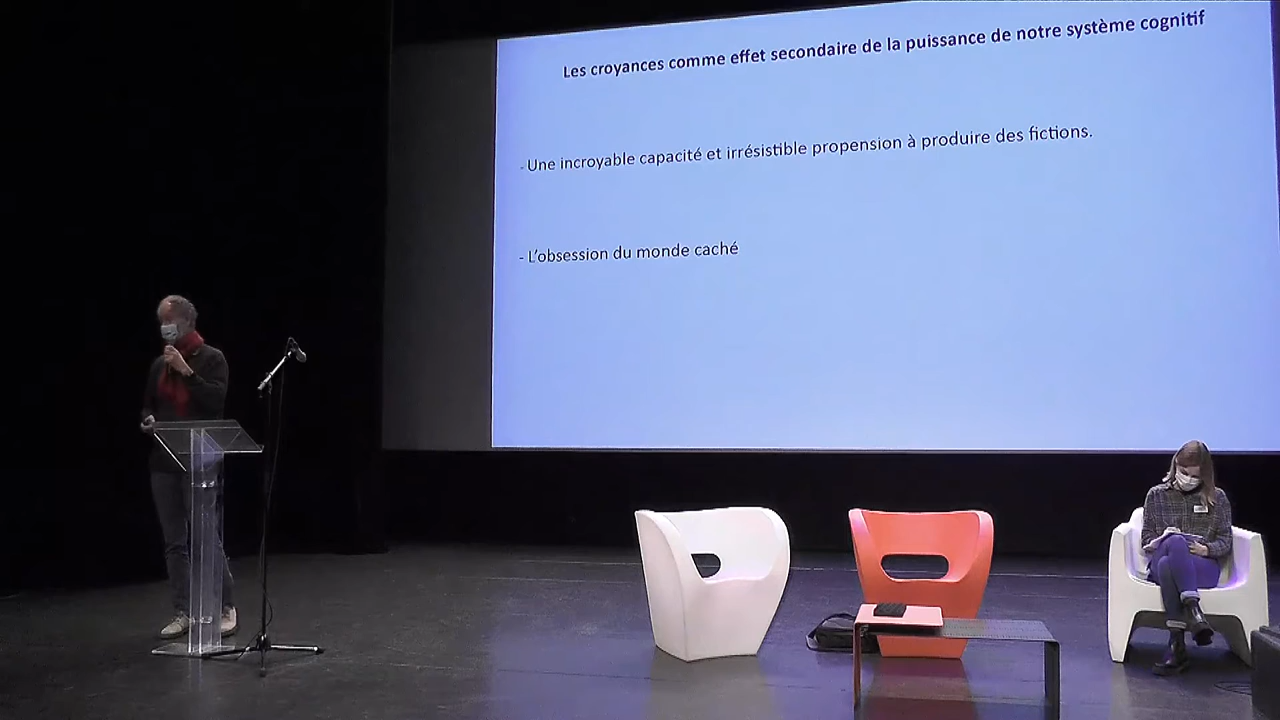 Les croyances comme effet secondaire de la puissance de notre système cognitif
- Une incroyable capacité et irrésistible propension à produire des fictions.
- L'obsession du monde caché